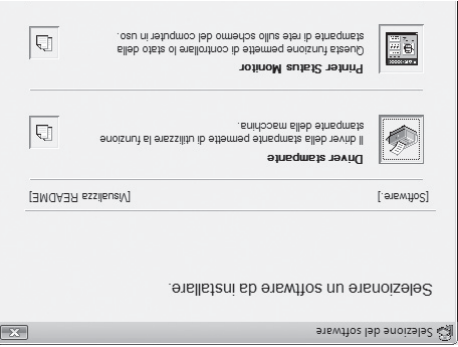 Selezione del software
Selezionare un software da installare.
[Software.] [Visualizza README]
Driver stampante
Il driver della stampante permette di utilizzare la funzione
stampante della macchina.
Printer Status Monitor
Questa funzione permette di controllare lo stato della
stampante di rete sullo schermo del computer in uso.